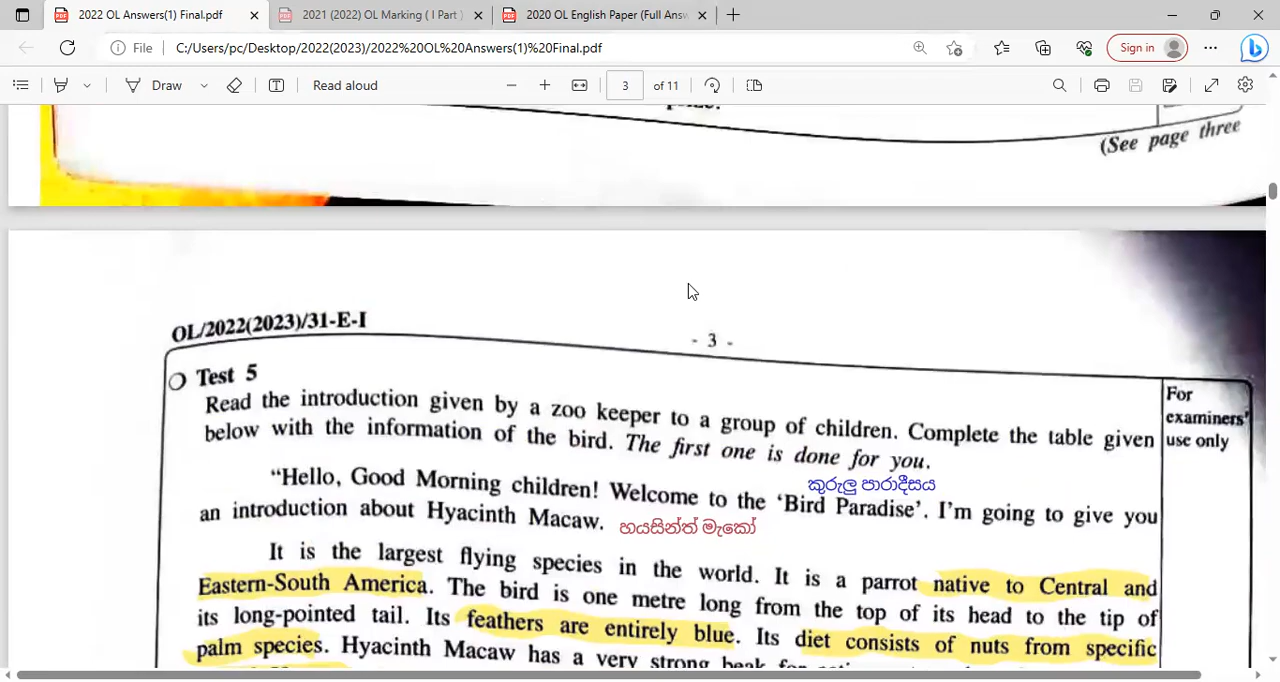 2022 OL Answers(1) Final.pdf
2021 (2022) OL Marking ( I Part )
2020 OL English Paper (Full Answ
File
C:/Users/pc/Desktop/2022(2023)/2022%20OL%20Answers(1)%20Final.pdf
Sign in
Draw
Read aloud
3
of 11
(See page three
OL/2022(2023)/31-E-I
- 3 -
Test 5
For
examiners'
use only
Read the introduction given by a zoo keeper to a group of children. Complete the table given
below with the information of the bird. The first one is done for you.
කුරුලු පාරාදීසය
"Hello, Good Morning children! Welcome to the 'Bird Paradise'. I'm going to give you
an introduction about Hyacinth Macaw. හයසින්ත් මැකෝ
It is the largest flying species in the world. It is a parrot native to Central and
Eastern-South America. The bird is one metre long from the top of its head to the tip of
its long-pointed tail. Its feathers are entirely blue. Its diet consists of nuts from specific
palm species. Hyacinth Macaw has a very strong beak for